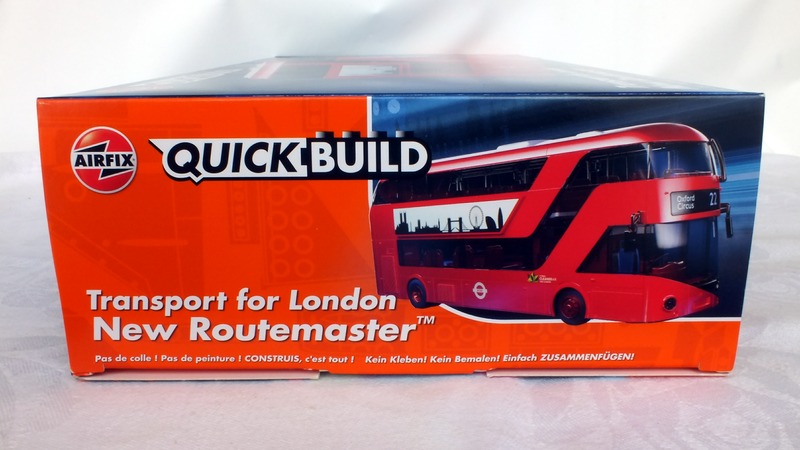 AIRFIX
QUICKBUILD
Oxford
Circus
22
Transport for London
New Routemaster™
Pas de colle ! Pas de peinture ! CONSTRUIS, c'est tout ! Kein Kleben! Kein Bemalen! Einfach ZUSAMMENFÜGEN!